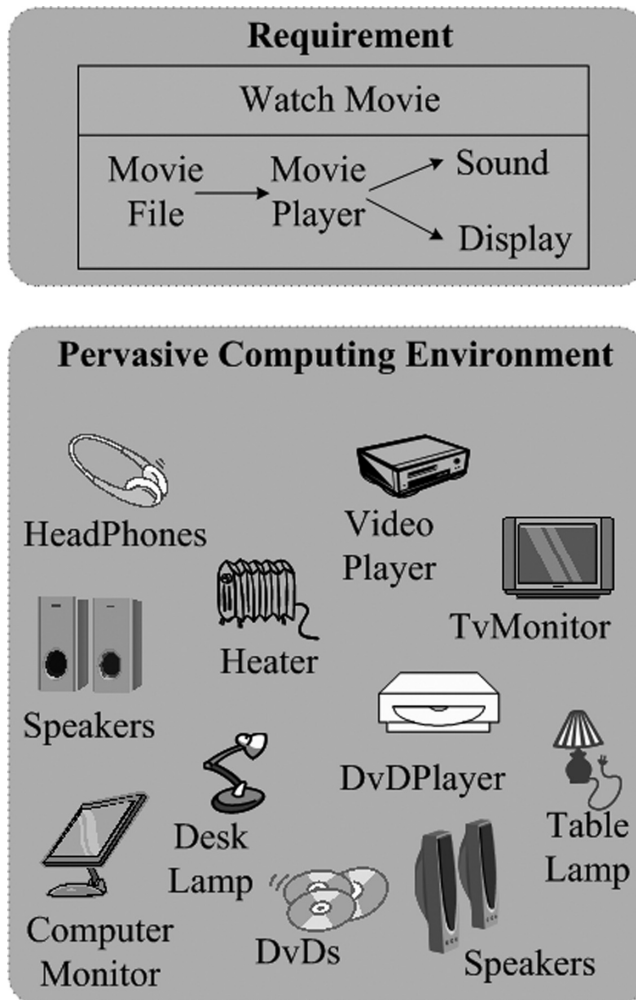 Requirement
Watch Movie
Movie
File
Movie
Player
Sound
Display
Pervasive Computing Environment
HeadPhones
Video
Player
TvMonitor
Heater
Speakers
DvDPlayer
Desk
Lamp
Table
Lamp
Computer
Monitor
DvDs
Speakers